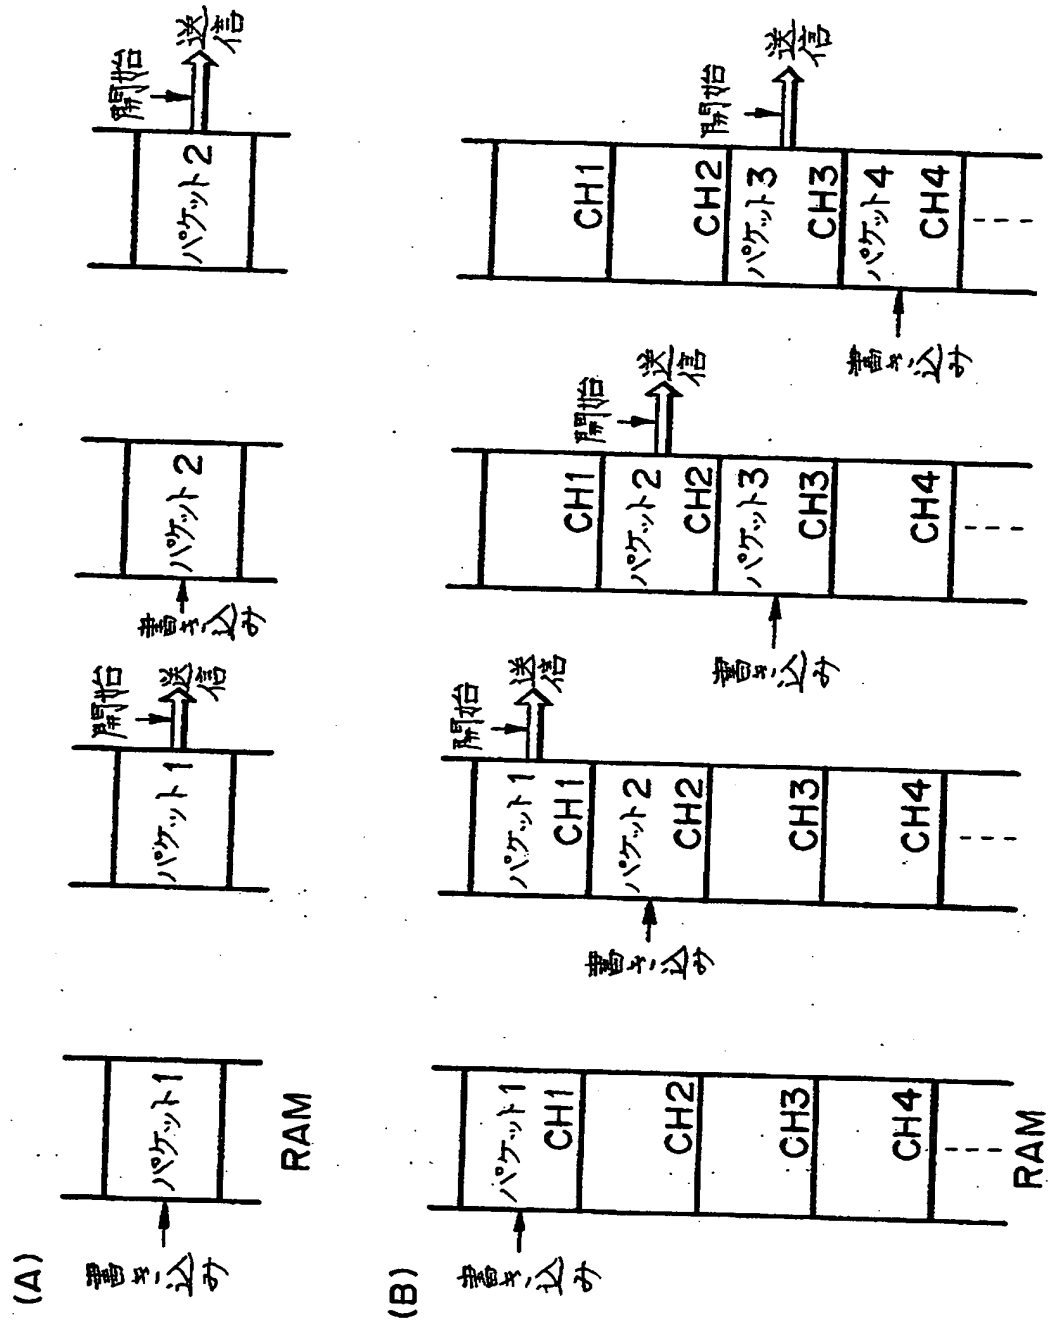 (A)
書き込み
パケット1
RAM
パケット1
開始
送信
書き込み
パケット2
パケット2
開始
送信
(B)
書き込み
パケット1
CH1
CH2
CH3
CH4
RAM
書き込み
パケット1
CH1
パケット2
CH2
CH3
CH4
開始
送信
書き込み
CH1
パケット2
CH2
パケット3
CH3
CH4
開始
送信
書き込み
CH1
CH2
パケット3
CH3
パケット4
CH4
開始
送信